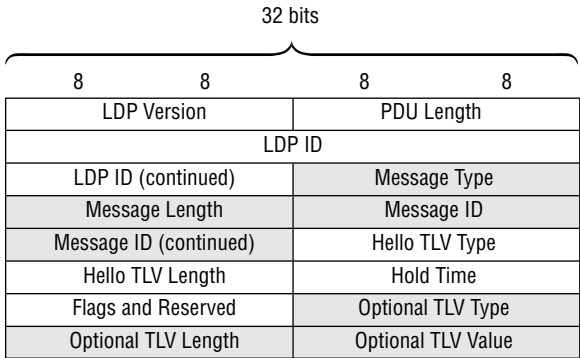 32 bits
8 8 8 8
LDP Version PDU Length
LDP ID
LDP ID (continued) Message Type
Message Length Message ID
Message ID (continued) Hello TLV Type
Hello TLV Length Hold Time
Flags and Reserved Optional TLV Type
Optional TLV Length Optional TLV Value